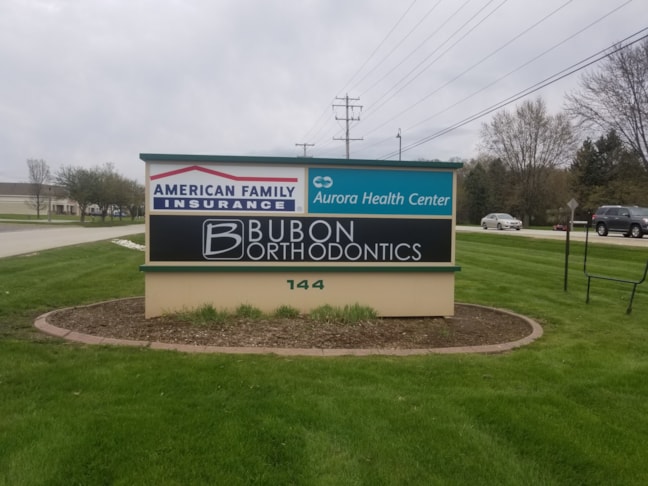 AMERICAN FAMILY
INSURANCE
Aurora Health Center
B BUBON
ORTHODONTICS
144